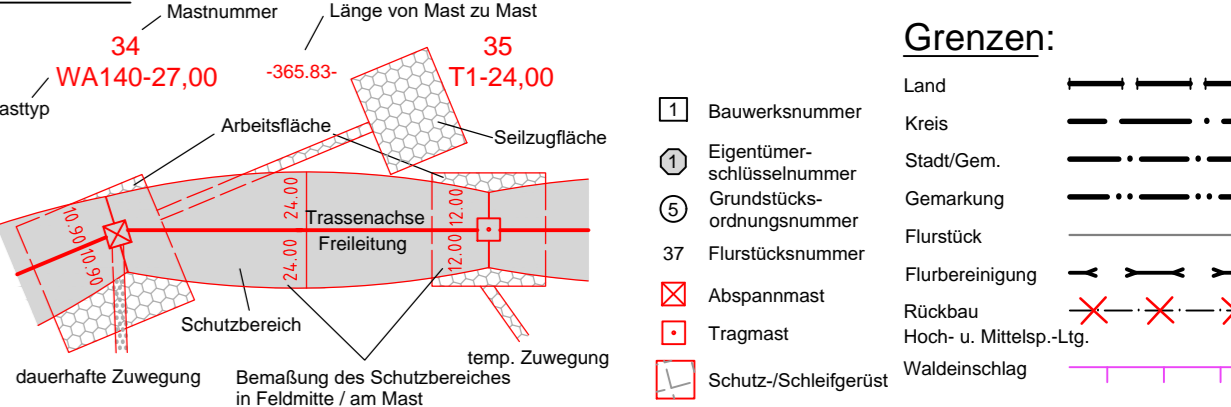 Mastnummer
Länge von Mast zu Mast
34
35
WA140-27,00
-365.83-
T1-24,00
Arbeitsfläche
Seilzugfläche
10.90
10.90
24.00
24.00
12.00
12.00
Trassenachse
Freileitung
Schutzbereich
dauerhafte Zuwegung
temp. Zuwegung
Bemaßung des Schutzbereiches
in Feldmitte / am Mast
1 Bauwerksnummer
1 Eigentümer-
schlüsselnummer
5 Grundstücks-
ordnungsnummer
37 Flurstücksnummer
Abspannmast
Tragmast
Schutz-/Schleifgerüst
Grenzen:
Land
Kreis
Stadt/Gem.
Gemarkung
Flurstück
Flurbereinigung
Rückbau
Hoch- u. Mittelsp.-Ltg.
Waldeinschlag